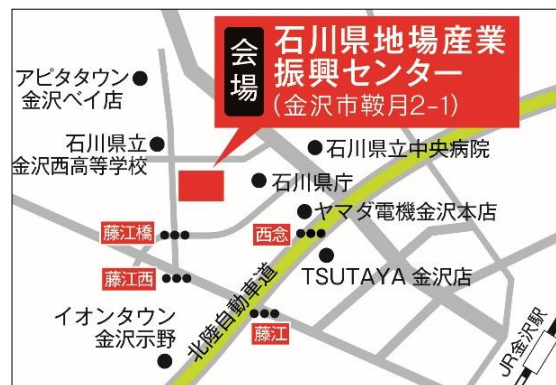 会場
石川県地場産業
振興センター
(金沢市鞍月2-1)
アピタタウン
金沢ベイ店
石川県立
金沢西高等学校
石川県立中央病院
石川県庁
ヤマダ電機金沢本店
藤江橋
西念
藤江西
TSUTAYA 金沢店
イオンタウン
金沢示野
北陸自動車道
藤江
JR金沢駅